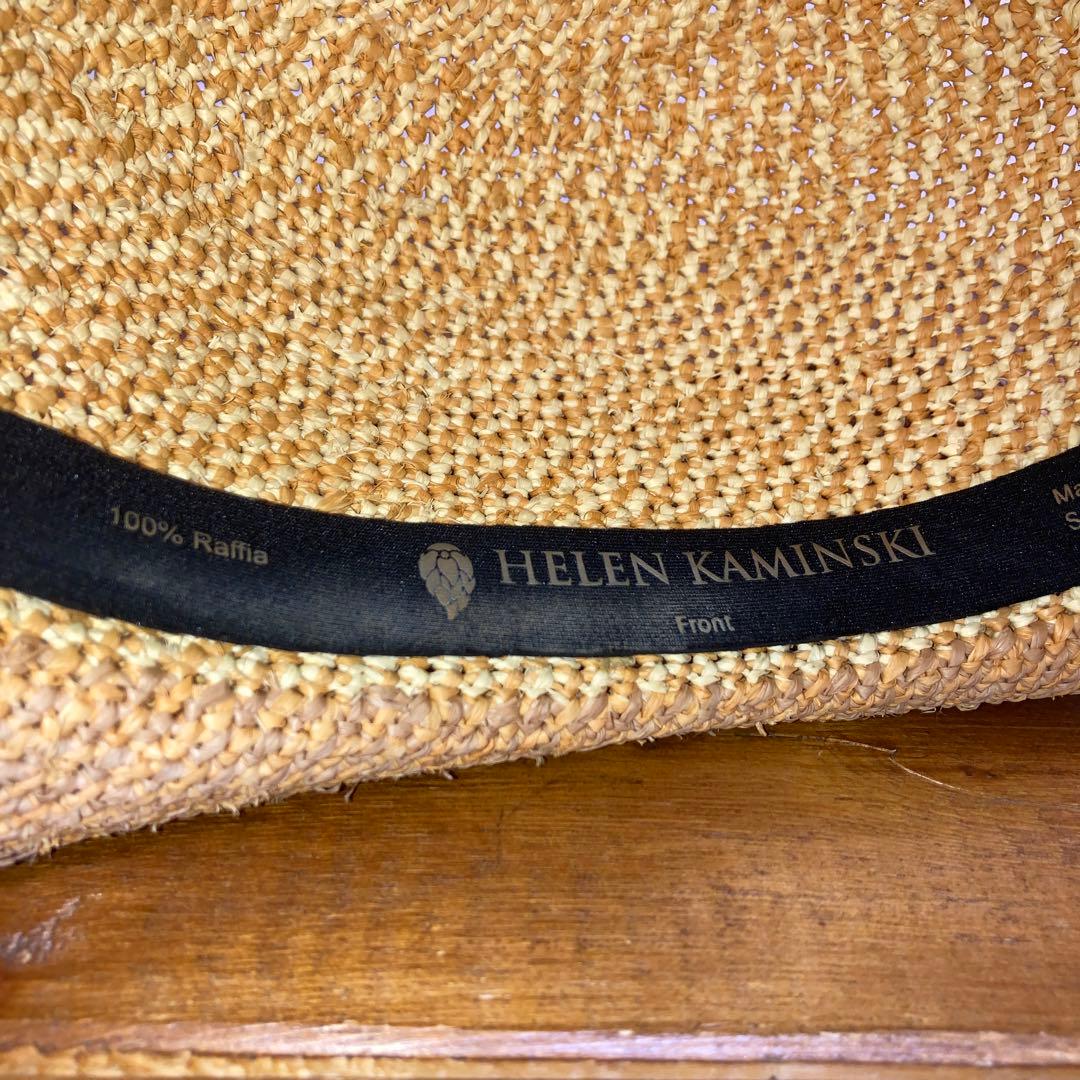 100% Raffia
HELEN KAMINSKI
Front